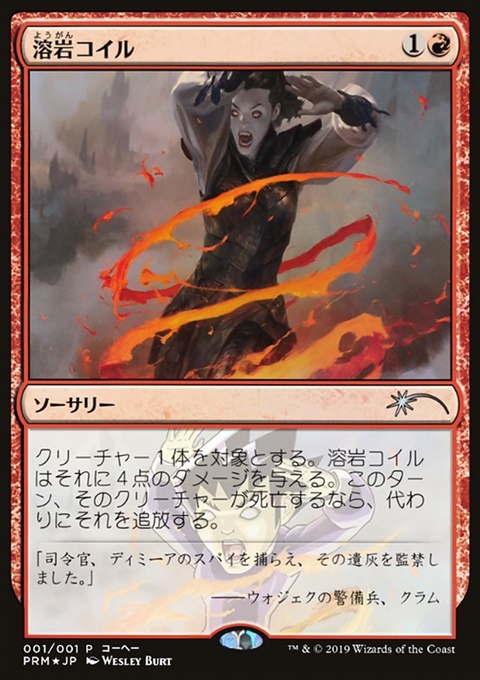 ようがん
溶岩コイル
1
ソーサリー
クリーチャー１体を対象とする。溶岩コイル
はそれに４点のダメージを与える。このター
ン、そのクリーチャーが死亡するなら、代わ
りにそれを追放する。
「司令官、ディミーアのスパイを捕らえ、その遺灰を監禁し
ました。」
――ウォジェクの警備兵、クラム
001/001 P コーヘー
PRM★JP Wesley Burt
™ & © 2019 Wizards of the Coast